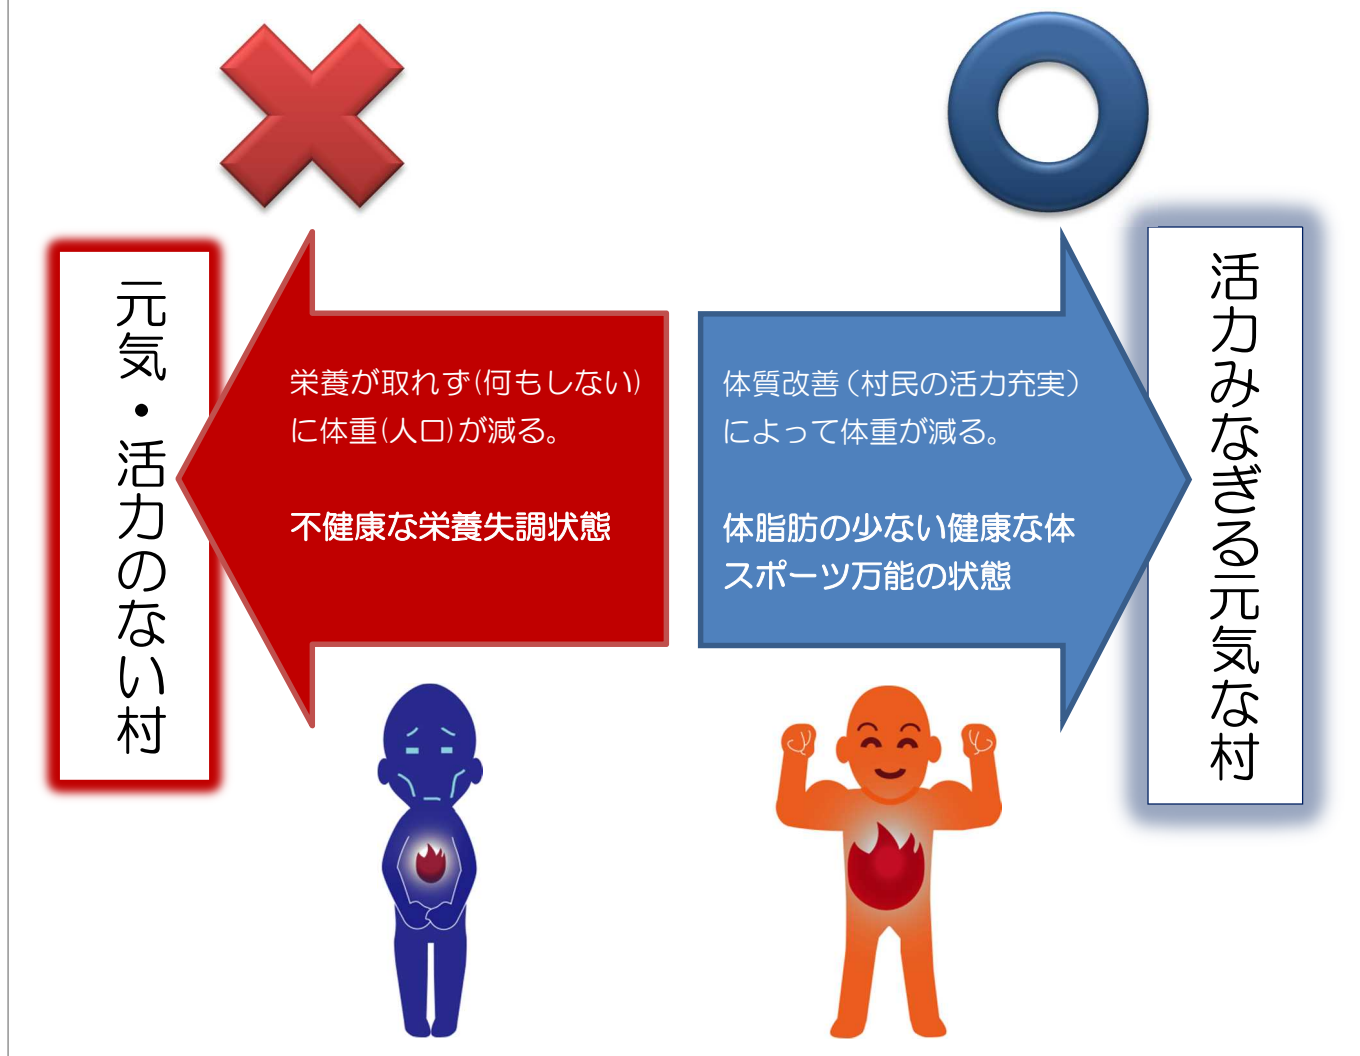 元気・活力のない村
栄養が取れず(何もしない)
に体重(人口)が減る。
不健康な栄養失調状態
体質改善（村民の活力充実）
によって体重が減る。
体脂肪の少ない健康な体
スポーツ万能の状態
活力みなぎる元気な村